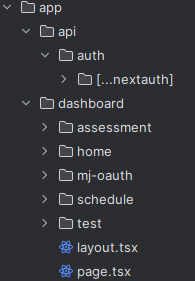 app
api
auth
[...nextauth]
dashboard
assessment
home
mj-oauth
schedule
test
layout.tsx
page.tsx